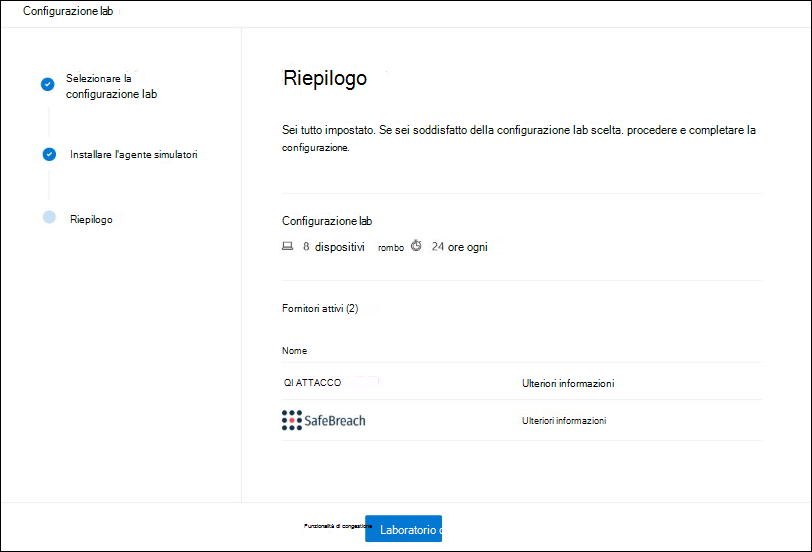 Configurazione lab
Selezionare la
configurazione lab
Installare l'agente simulatori
Riepilogo
Riepilogo
Sei tutto impostato. Se sei soddisfatto della configurazione lab scelta. procedere e completare la
configurazione.
Configurazione lab
8 dispositivi rombo 24 ore ogni
Fornitori attivi (2)
Nome
QI ATTACCO Ulteriori informazioni
SafeBreach Ulteriori informazioni
Funzionalità di congestione Laboratorio